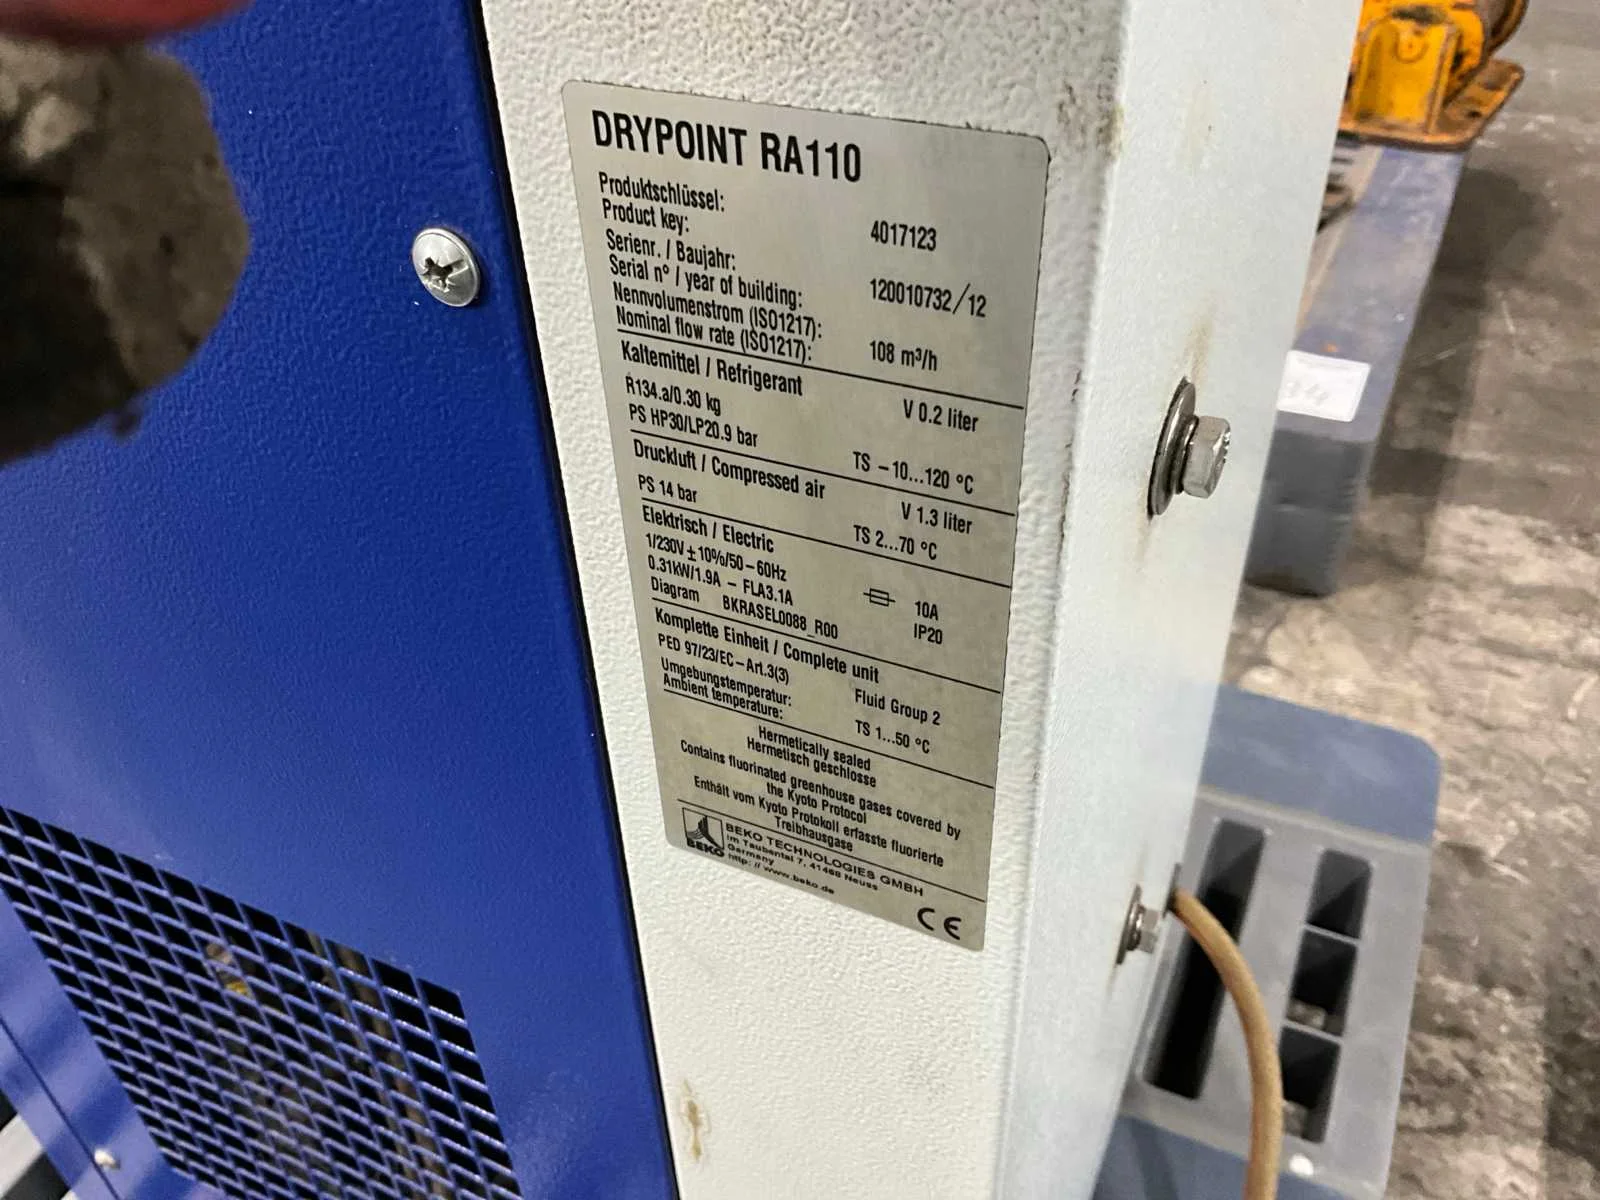 DRYPOINT RA110
Produktschlüssel:
Product key: 4017123
Serienr. / Baujahr:
Serial n° / year of building: 120010732/12
Nennvolumenstrom (ISO1217):
Nominal flow rate (ISO1217): 108 m³/h
Kaltemittel / Refrigerant V 0.2 liter
R134.a/0.30 kg
PS HP30/LP20.9 bar TS -10...120 °C
Druckluft / Compressed air V 1.3 liter
PS 14 bar TS 2...70 °C
Elektrisch / Electric
1/230V ± 10%/50-60Hz
0.31kW/1.9A - FLA3.1A 10A
Diagram BKRASEL0088_R00 IP20
Komplette Einheit / Complete unit
PED 97/23/EC-Art.3(3) Fluid Group 2
Umgebungstemperatur:
Ambient temperature: TS 1...50 °C
Hermetically sealed
Hermetisch geschlosse
Contains fluorinated greenhouse gases covered by
the Kyoto Protocol
Enthält vom Kyoto Protokoll erfasste fluorierte
Treibhausgase
BEKO
BEKO TECHNOLOGIES GMBH
Im Taubental 7, 41468 Neuss
Germany
http: // www.beko.de
CE